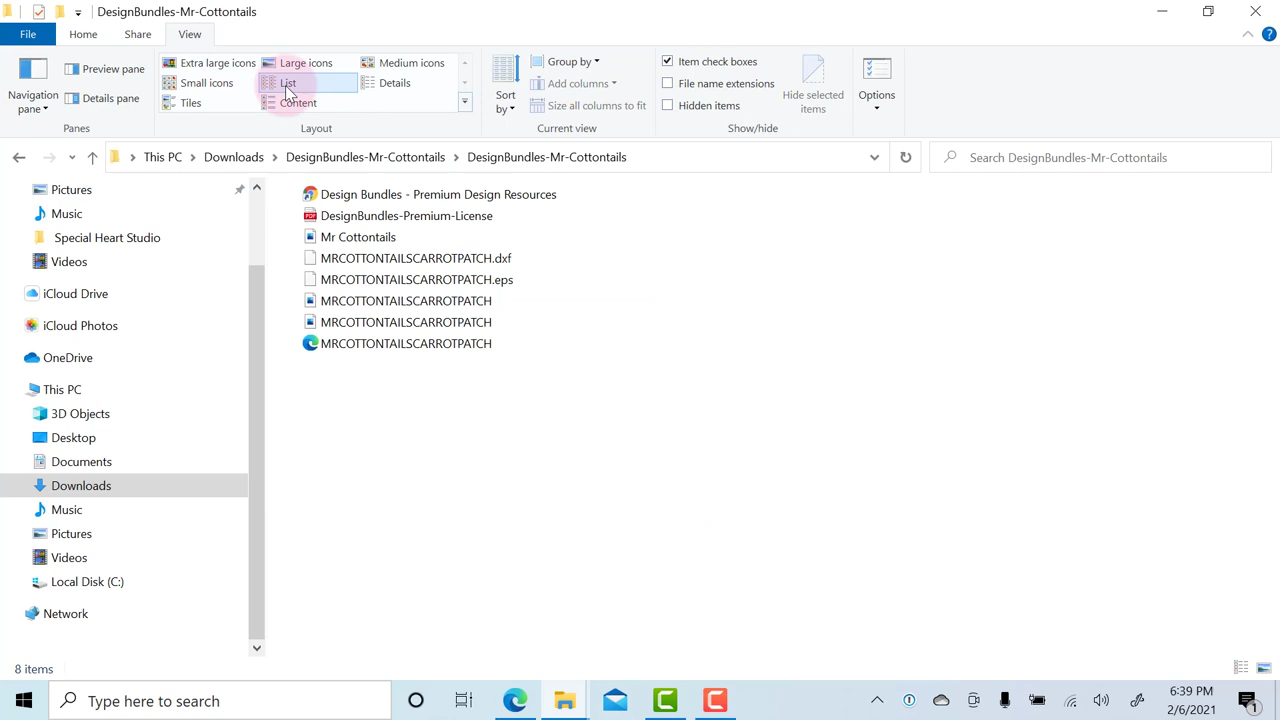 DesignBundles-Mr-Cottontails
File Home Share View
Navigation pane
Preview pane
Details pane
Panes
Extra large icons Large icons Medium icons
Small icons List Details
Tiles Content
Layout
Sort by
Group by
Add columns
Size all columns to fit
Current view
Item check boxes
File name extensions
Hidden items
Hide selected items
Show/hide
Options
This PC Downloads DesignBundles-Mr-Cottontails DesignBundles-Mr-Cottontails
Search DesignBundles-Mr-Cottontails
Pictures
Music
Special Heart Studio
Videos
iCloud Drive
iCloud Photos
OneDrive
This PC
3D Objects
Desktop
Documents
Downloads
Music
Pictures
Videos
Local Disk (C:)
Network
Design Bundles - Premium Design Resources
PDF
DesignBundles-Premium-License
Mr Cottontails
MRCOTTONTAILSCARROTPATCH.dxf
MRCOTTONTAILSCARROTPATCH.eps
MRCOTTONTAILSCARROTPATCH
MRCOTTONTAILSCARROTPATCH
MRCOTTONTAILSCARROTPATCH
8 items
Type here to search
6:39 PM
2/6/2021
1